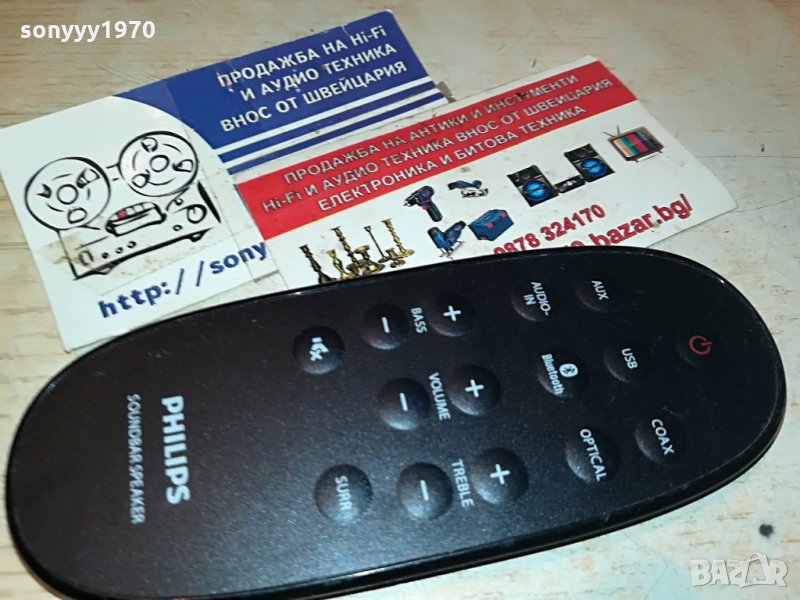 sonyyy1970
ПРОДАЖБА НА Hi-Fi
И АУДИО ТЕХНИКА
ВНОС ОТ ШВЕЙЦАРИЯ
http://sony
ПРОДАЖБА НА АНТИКИ И ИНСТРУМЕНТИ
Hi-Fi И АУДИО ТЕХНИКА ВНОС ОТ ШВЕЙЦАРИЯ
ЕЛЕКТРОНИКА И БИТОВА ТЕХНИКА
0878 324170
.bazar.bg/
AUX
AUDIO-
IN
USB
Bluetooth
COAX
OPTICAL
+
BASS
−
+
VOLUME
−
+
TREBLE
−
SURR
PHILIPS
SOUNDBAR SPEAKER
BAZAR